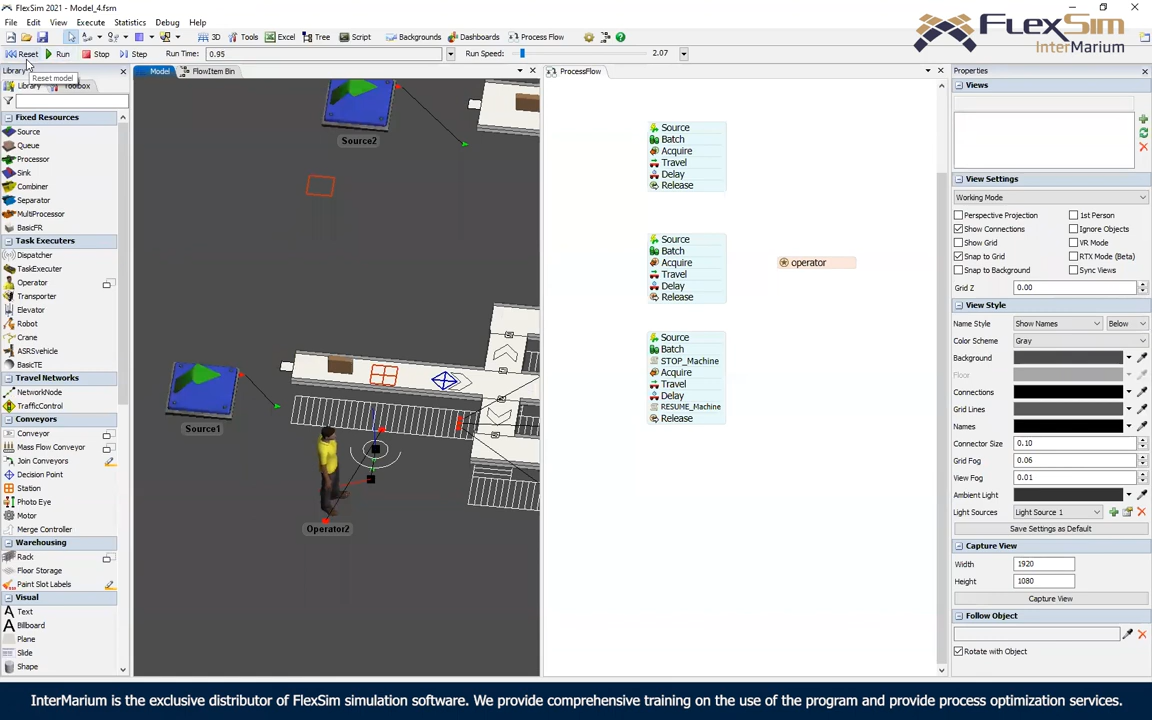 FlexSim 2021 - Model_4.fsm
File Edit View Execute Statistics Debug Help
3D Tools Excel Tree Script Backgrounds Dashboards Process Flow
Reset Run Stop Step Run Time: 0.95 Run Speed: 2.07
FLEXSIM
InterMarium
Reset model
Library
Library Toolbox
Fixed Resources
Source
Queue
Processor
Sink
Combiner
Separator
MultiProcessor
BasicFR
Task Executers
Dispatcher
TaskExecuter
Operator
Transporter
Elevator
Robot
Crane
ASRSvehicle
BasicTE
Travel Networks
NetworkNode
TrafficControl
Conveyors
Conveyor
Mass Flow Conveyor
Join Conveyors
Decision Point
Station
Photo Eye
Motor
Merge Controller
Warehousing
Rack
Floor Storage
Paint Slot Labels
Visual
Text
Billboard
Plane
Slide
Shape
Model FlowItem Bin
Source2
Source1
Operator2
ProcessFlow
Source
Batch
Acquire
Travel
Delay
Release
Source
Batch
Acquire
Travel
Delay
Release
operator
Source
Batch
STOP_Machine
Acquire
Travel
Delay
RESUME_Machine
Release
Properties
Views
View Settings
Working Mode
Perspective Projection 1st Person
Show Connections Ignore Objects
Show Grid VR Mode
Snap to Grid RTX Mode (Beta)
Snap to Background Sync Views
Grid Z 0.00
View Style
Name Style Show Names Below
Color Scheme Gray
Background
Floor
Connections
Grid Lines
Names
Connector Size 0.10
Grid Fog 0.06
View Fog 0.01
Ambient Light
Light Sources Light Source 1
Save Settings as Default
Capture View
Width 1920
Height 1080
Capture View
Follow Object
Rotate with Object
InterMarium is the exclusive distributor of FlexSim simulation software. We provide comprehensive training on the use of the program and provide process optimization services.